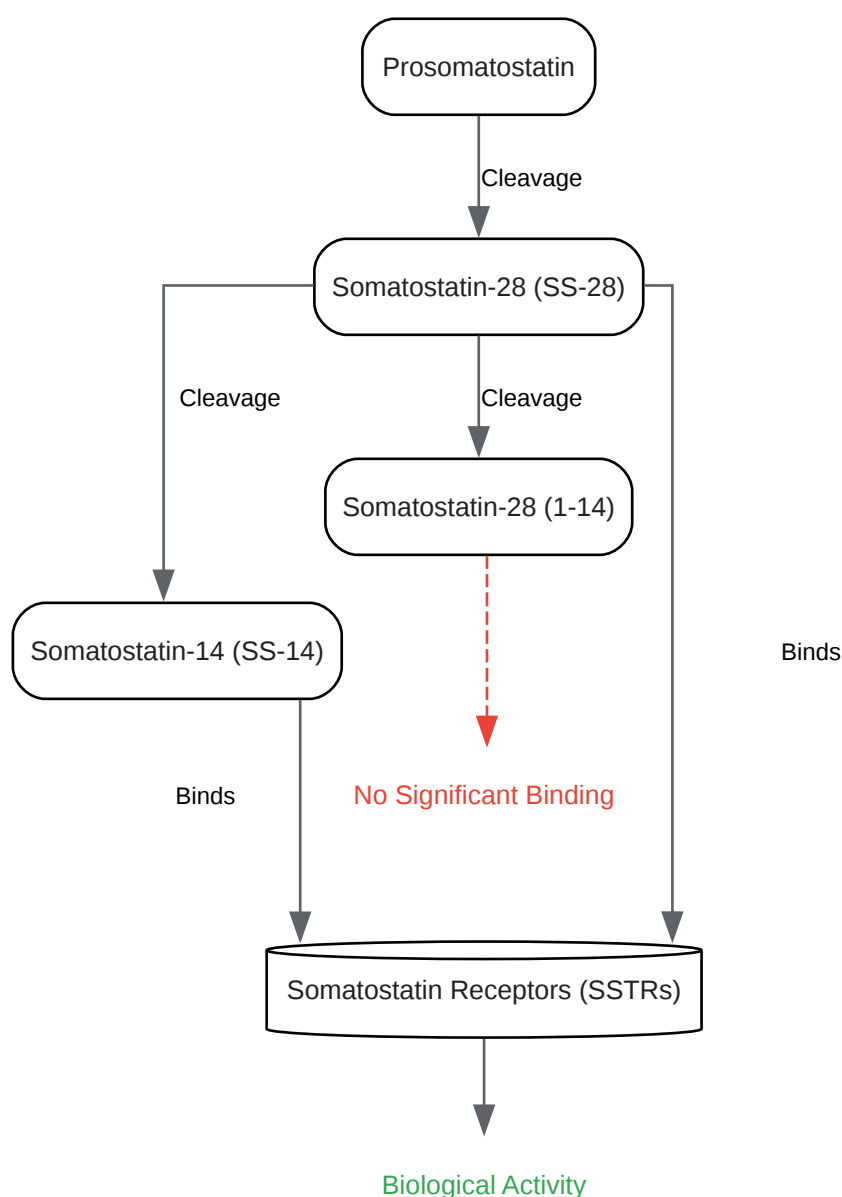 Prosomatostatin
Cleavage
Somatostatin-28 (SS-28)
Cleavage
Cleavage
Somatostatin-28 (1-14)
Somatostatin-14 (SS-14)
Binds
Binds
No Significant Binding
Somatostatin Receptors (SSTRs)
Biological Activity